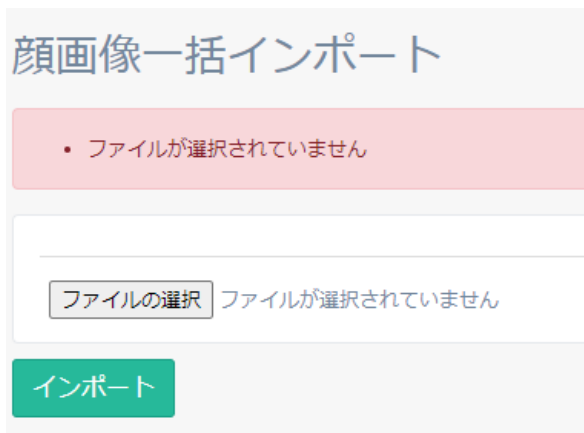 顔画像一括インポート
• ファイルが選択されていません
ファイルの選択 ファイルが選択されていません
インポート